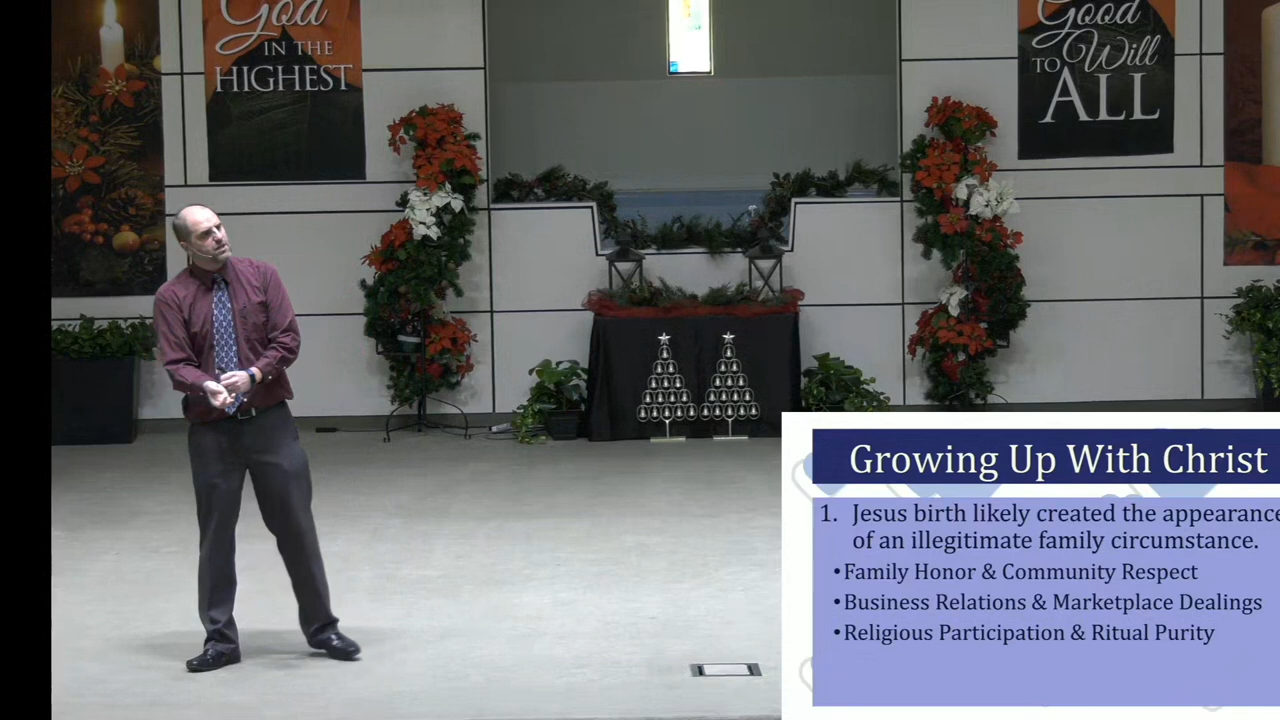 God
IN THE
HIGHEST
Good
Will
TO
ALL
Growing Up With Christ
1. Jesus birth likely created the appearance
of an illegitimate family circumstance.
•Family Honor & Community Respect
•Business Relations & Marketplace Dealings
•Religious Participation & Ritual Purity